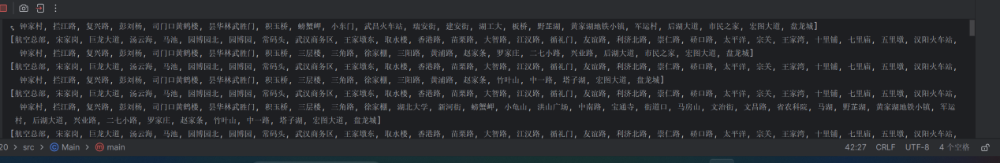 钟家村, 拦江路, 复兴路, 彭刘杨, 司门口黄鹤楼, 昙华林武胜门, 积玉桥, 螃蟹岬, 小东门, 武昌火车站, 瑞安街, 建安街, 湖工大, 板桥, 野芷湖, 黄家湖地铁小镇, 军运村, 后湖大道, 市民之家, 宏图大道, 盘龙城]
[航空总部, 宋家岗, 巨龙大道, 汤云海, 马池, 园博园北, 园博园, 常码头, 武汉商务区, 王家墩东, 取水楼, 香港路, 苗栗路, 大智路, 江汉路, 循礼门, 友谊路, 利济北路, 崇仁路, 硚口路, 太平洋, 宗关, 王家湾, 十里铺, 七里庙, 五里墩, 汉阳火车站,
钟家村, 拦江路, 复兴路, 彭刘杨, 司门口黄鹤楼, 昙华林武胜门, 积玉桥, 三层楼, 三角路, 徐家棚, 三阳路, 黄浦路, 赵家条, 罗家庄, 二七小路, 兴业路, 后湖大道, 市民之家, 宏图大道, 盘龙城]
[航空总部, 宋家岗, 巨龙大道, 汤云海, 马池, 园博园北, 园博园, 常码头, 武汉商务区, 王家墩东, 取水楼, 香港路, 苗栗路, 大智路, 江汉路, 循礼门, 友谊路, 利济北路, 崇仁路, 硚口路, 太平洋, 宗关, 王家湾, 十里铺, 七里庙, 五里墩, 汉阳火车站,
钟家村, 拦江路, 复兴路, 彭刘杨, 司门口黄鹤楼, 昙华林武胜门, 积玉桥, 三层楼, 三角路, 徐家棚, 三阳路, 黄浦路, 赵家条, 竹叶山, 中一路, 塔子湖, 宏图大道, 盘龙城]
[航空总部, 宋家岗, 巨龙大道, 汤云海, 马池, 园博园北, 园博园, 常码头, 武汉商务区, 王家墩东, 取水楼, 香港路, 苗栗路, 大智路, 江汉路, 循礼门, 友谊路, 利济北路, 崇仁路, 硚口路, 太平洋, 宗关, 王家湾, 十里铺, 七里庙, 五里墩, 汉阳火车站,
钟家村, 拦江路, 复兴路, 彭刘杨, 司门口黄鹤楼, 昙华林武胜门, 积玉桥, 三层楼, 三角路, 徐家棚, 湖北大学, 新河街, 螃蟹岬, 小龟山, 洪山广场, 中南路, 宝通寺, 街道口, 马房山, 文治街, 文昌路, 省农科院, 马湖, 野芷湖, 黄家湖地铁小镇, 军运
村, 后湖大道, 兴业路, 二七小路, 罗家庄, 赵家条, 竹叶山, 中一路, 塔子湖, 宏图大道, 盘龙城]
[航空总部, 宋家岗, 巨龙大道, 汤云海, 马池, 园博园北, 园博园, 常码头, 武汉商务区, 王家墩东, 取水楼, 香港路, 苗栗路, 大智路, 江汉路, 循礼门, 友谊路, 利济北路, 崇仁路, 硚口路, 太平洋, 宗关, 王家湾, 十里铺, 七里庙, 五里墩, 汉阳火车站,
20 > src > Main > main 42:27 CRLF UTF-8 4 个空格